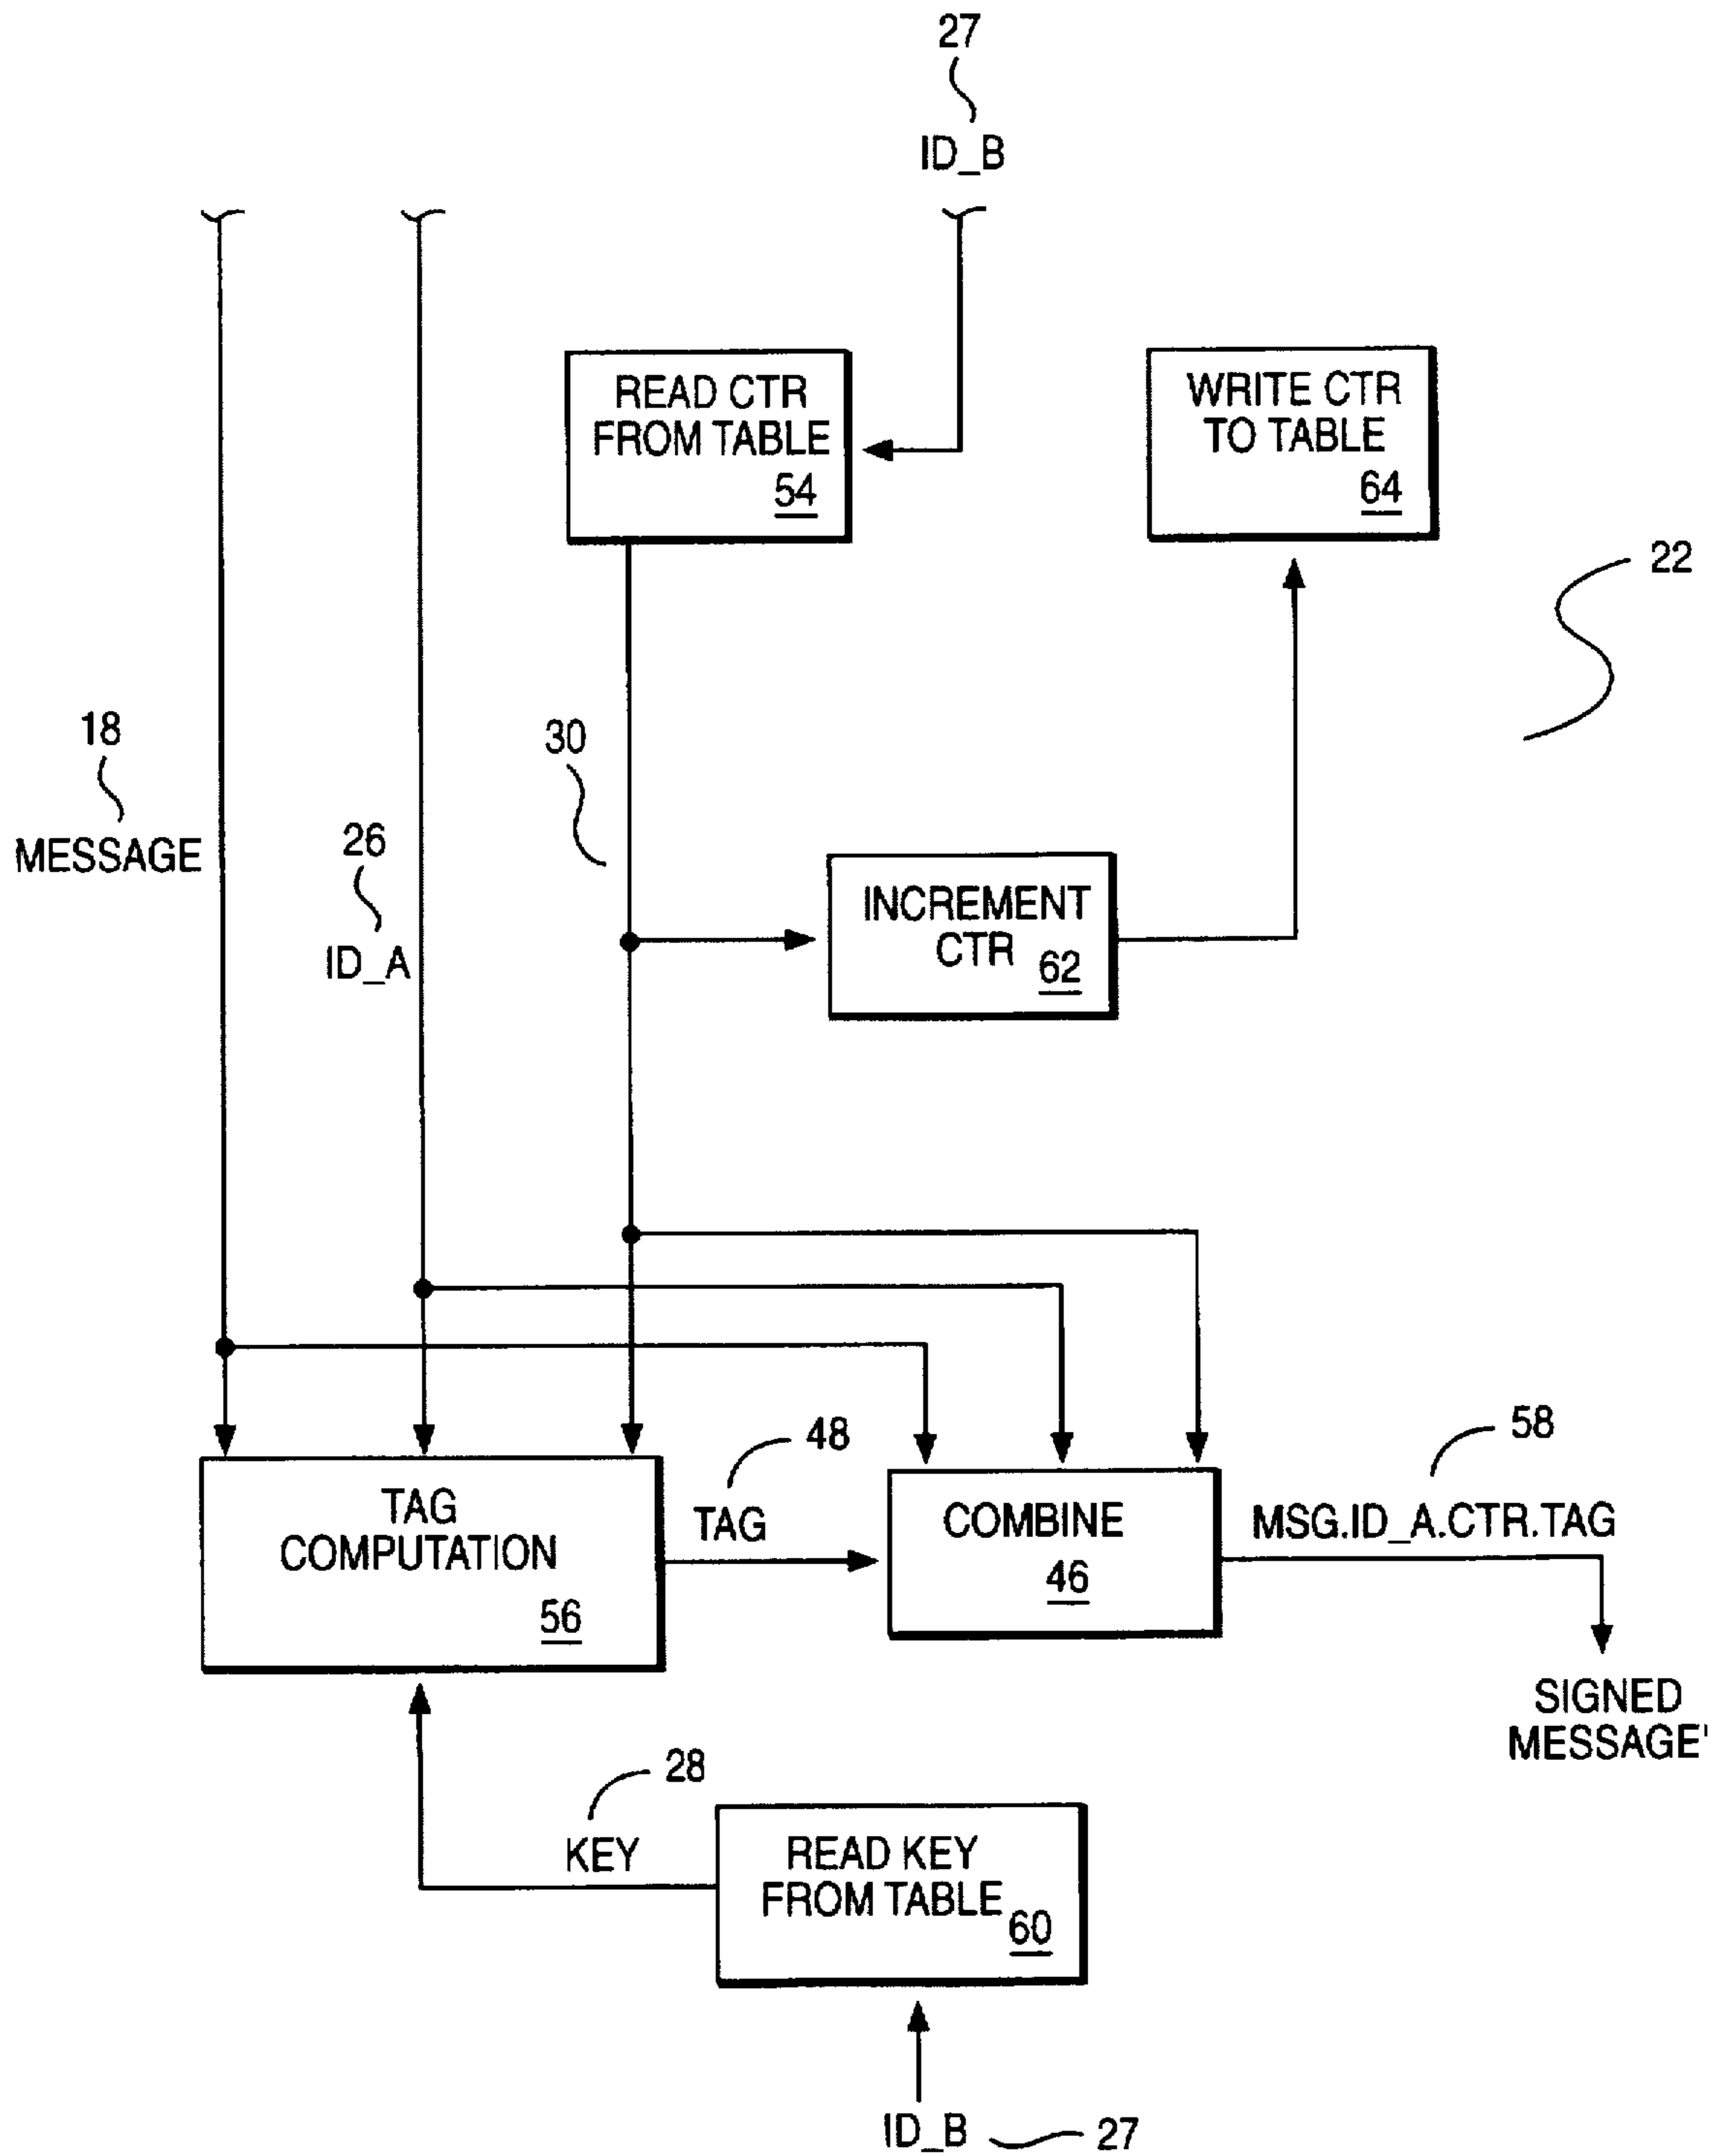 27
ID_B
READ CTR
FROM TABLE
54
WRITE CTR
TO TABLE
64
22
18
MESSAGE
30
26
ID_A
INCREMENT
CTR
62
48
58
TAG
COMPUTATION
56
TAG
COMBINE
46
MSG.ID_A.CTR.TAG
SIGNED
MESSAGE'
28
KEY
READ KEY
FROM TABLE
60
ID_B
27